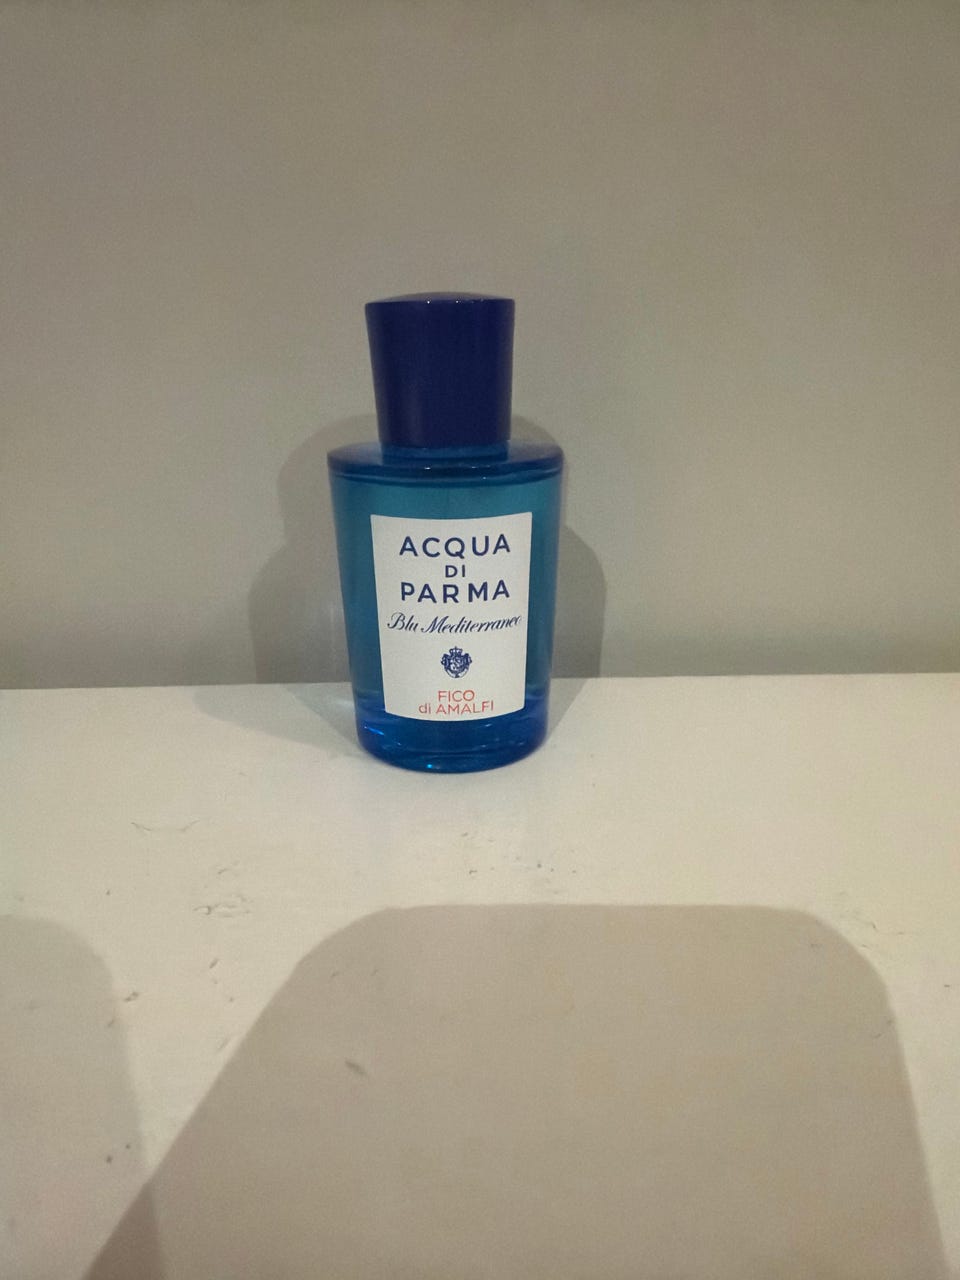 ACQUA
DI
PARMA
Blu Mediterraneo
FICO
di AMALFI